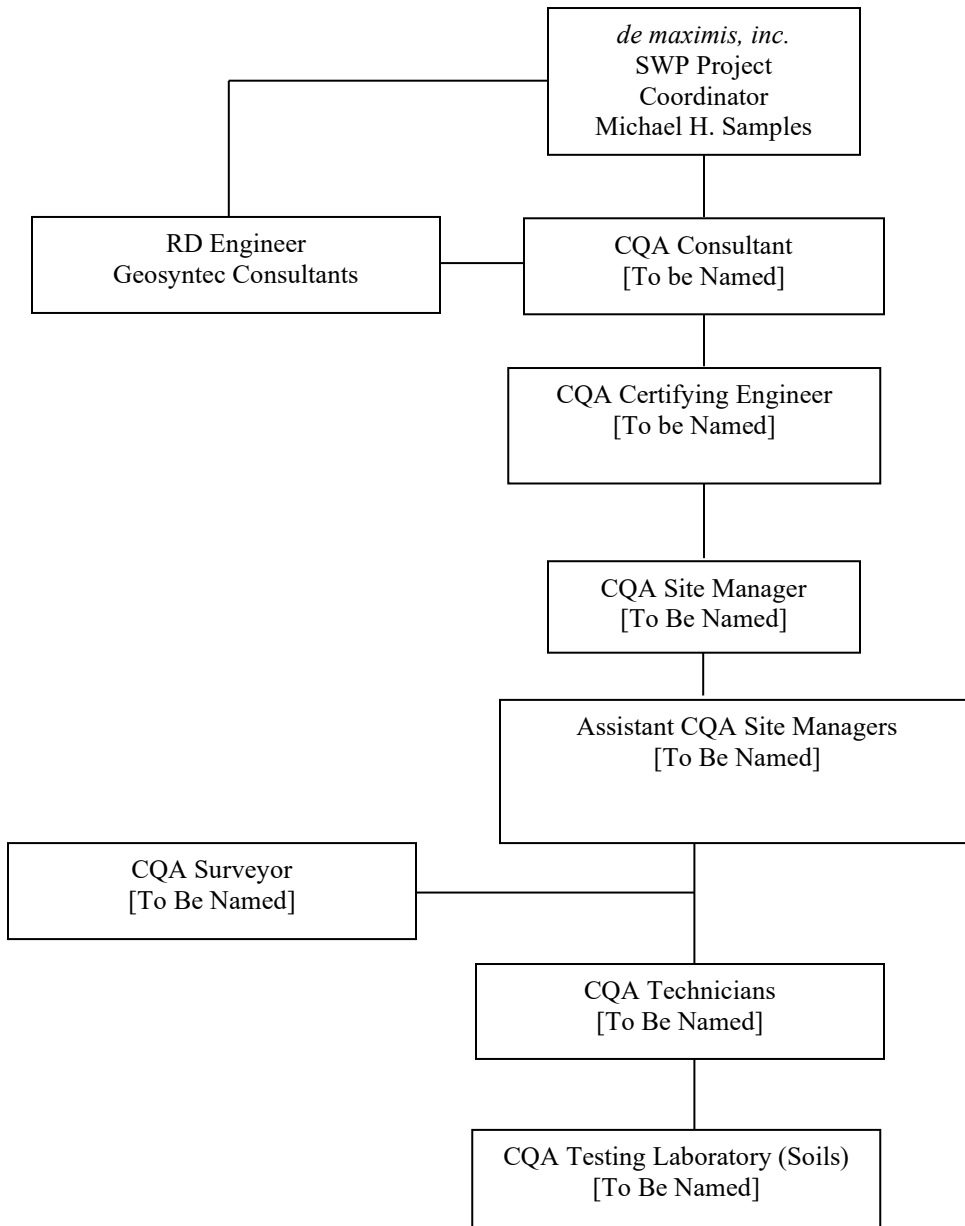 de maximis, inc.
SWP Project
Coordinator
Michael H. Samples
RD Engineer
Geosyntec Consultants
CQA Consultant
[To be Named]
CQA Certifying Engineer
[To be Named]
CQA Site Manager
[To Be Named]
Assistant CQA Site Managers
[To Be Named]
CQA Surveyor
[To Be Named]
CQA Technicians
[To Be Named]
CQA Testing Laboratory (Soils)
[To Be Named]